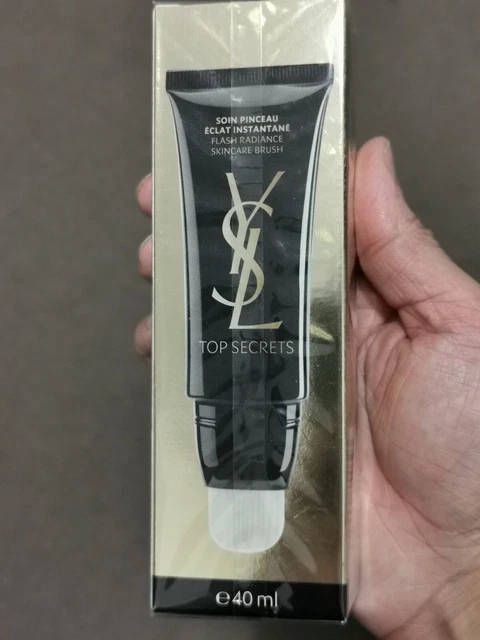 SOIN PINCEAU
ÉCLAT INSTANTANÉ
FLASH RADIANCE
SKINCARE BRUSH
YSL
TOP SECRETS
℮40 ml